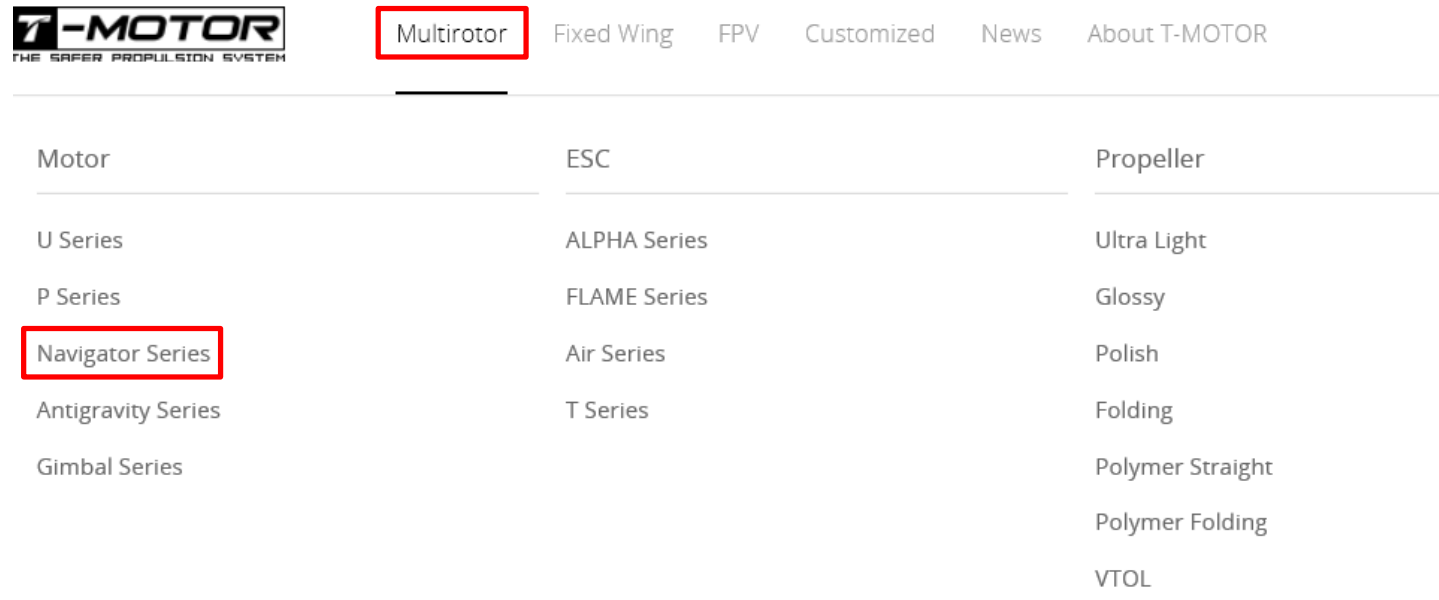 T-MOTOR
THE SAFER PROPULSION SYSTEM
Multirotor Fixed Wing FPV Customized News About T-MOTOR
Motor
U Series
P Series
Navigator Series
Antigravity Series
Gimbal Series
ESC
ALPHA Series
FLAME Series
Air Series
T Series
Propeller
Ultra Light
Glossy
Polish
Folding
Polymer Straight
Polymer Folding
VTOL